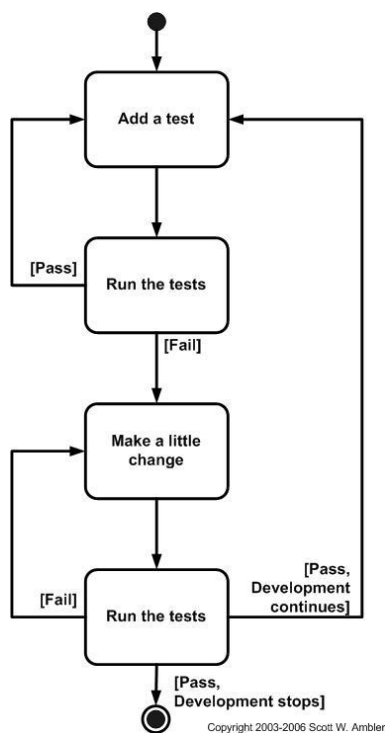 Add a test
[Pass]
Run the tests
[Fail]
Make a little
change
[Fail]
Run the tests
[Pass,
Development
continues]
[Pass,
Development stops]
Copyright 2003-2006 Scott W. Ambler